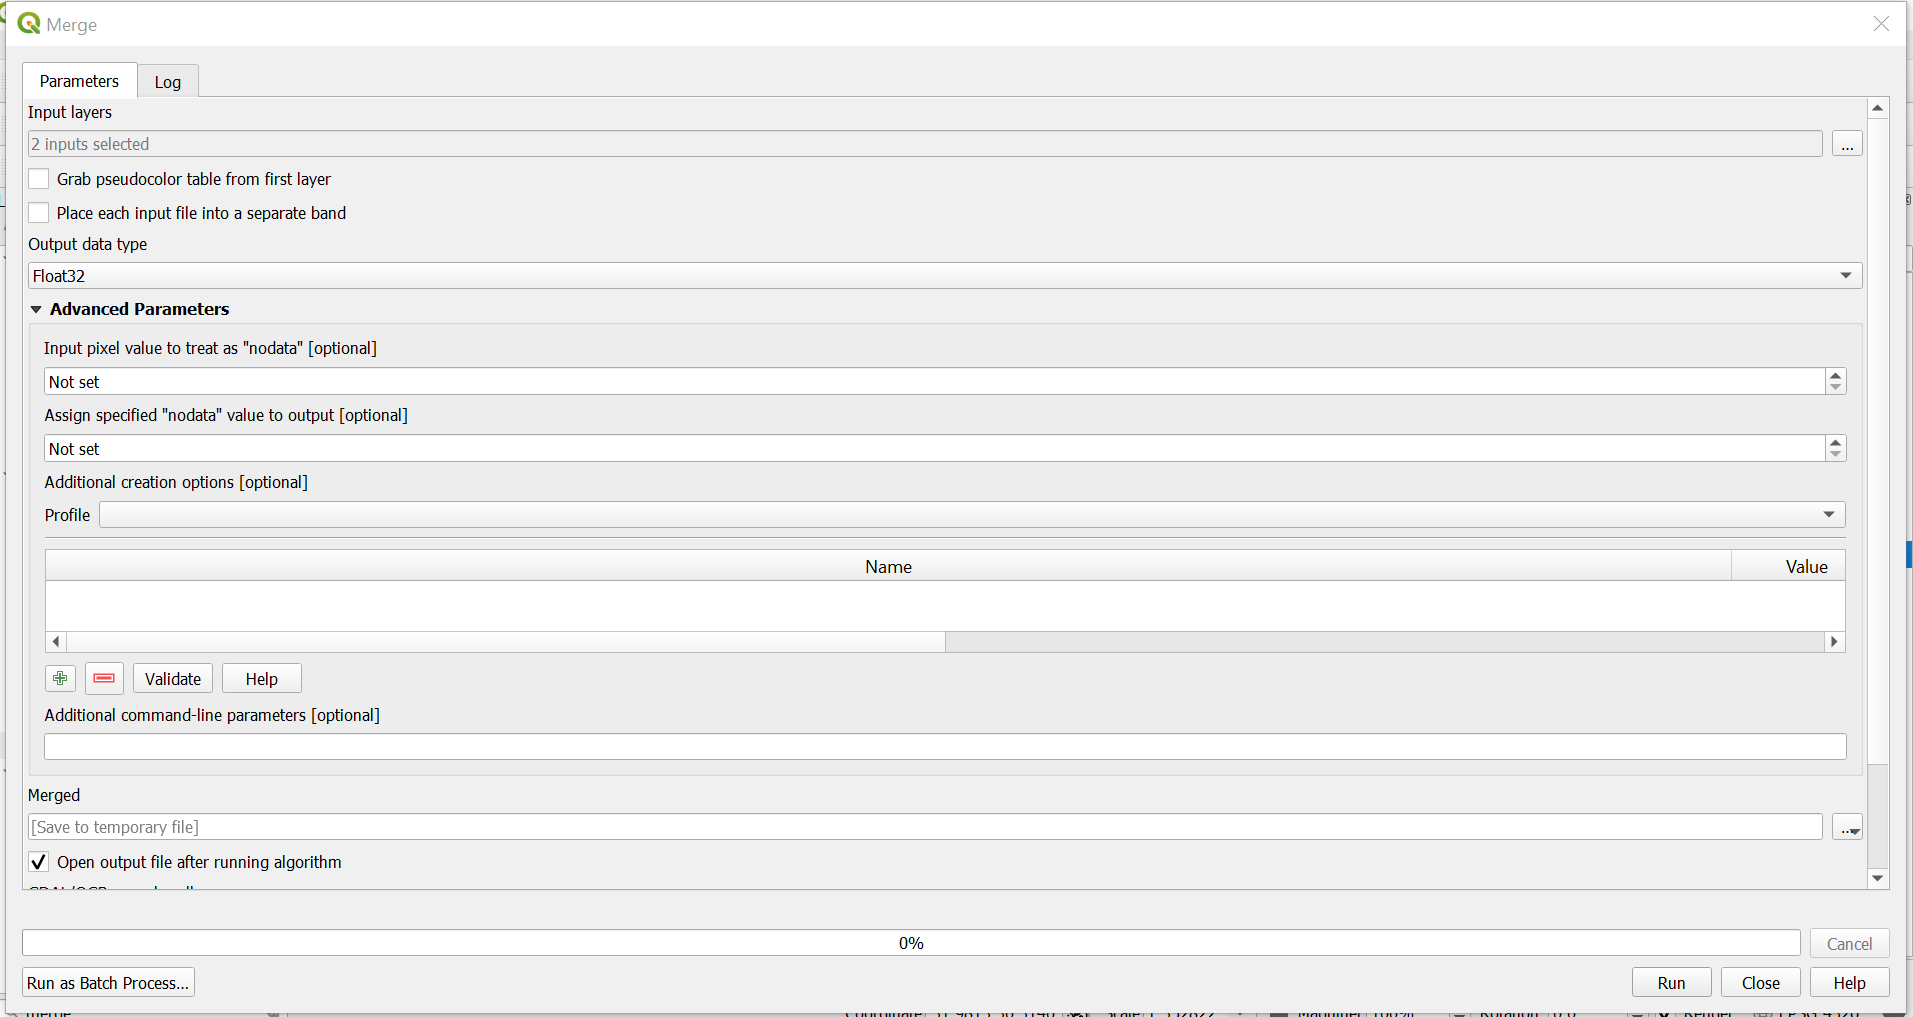 Merge
Parameters
Log
Input layers
2 inputs selected
...
Grab pseudocolor table from first layer
Place each input file into a separate band
Output data type
Float32
Advanced Parameters
Input pixel value to treat as "nodata" [optional]
Not set
Assign specified "nodata" value to output [optional]
Not set
Additional creation options [optional]
Profile
Name Value
Validate Help
Additional command-line parameters [optional]
Merged
[Save to temporary file]
...
Open output file after running algorithm
0%
Cancel
Run as Batch Process...
Run Close Help